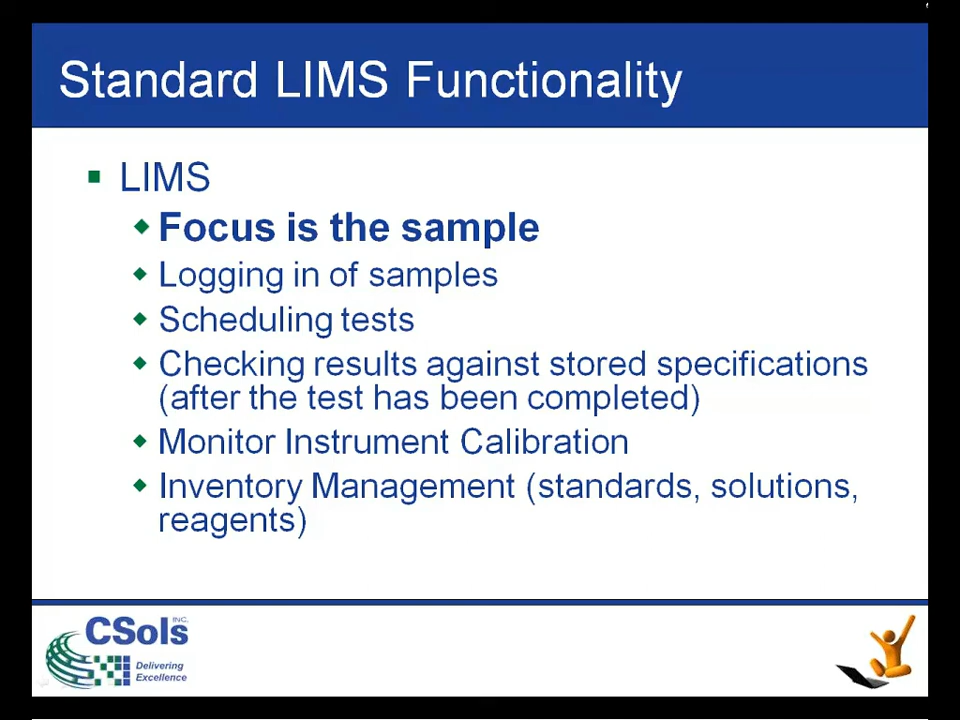 Standard LIMS Functionality
LIMS
Focus is the sample
Logging in of samples
Scheduling tests
Checking results against stored specifications
(after the test has been completed)
Monitor Instrument Calibration
Inventory Management (standards, solutions,
reagents)
CSols INC.
Delivering
Excellence